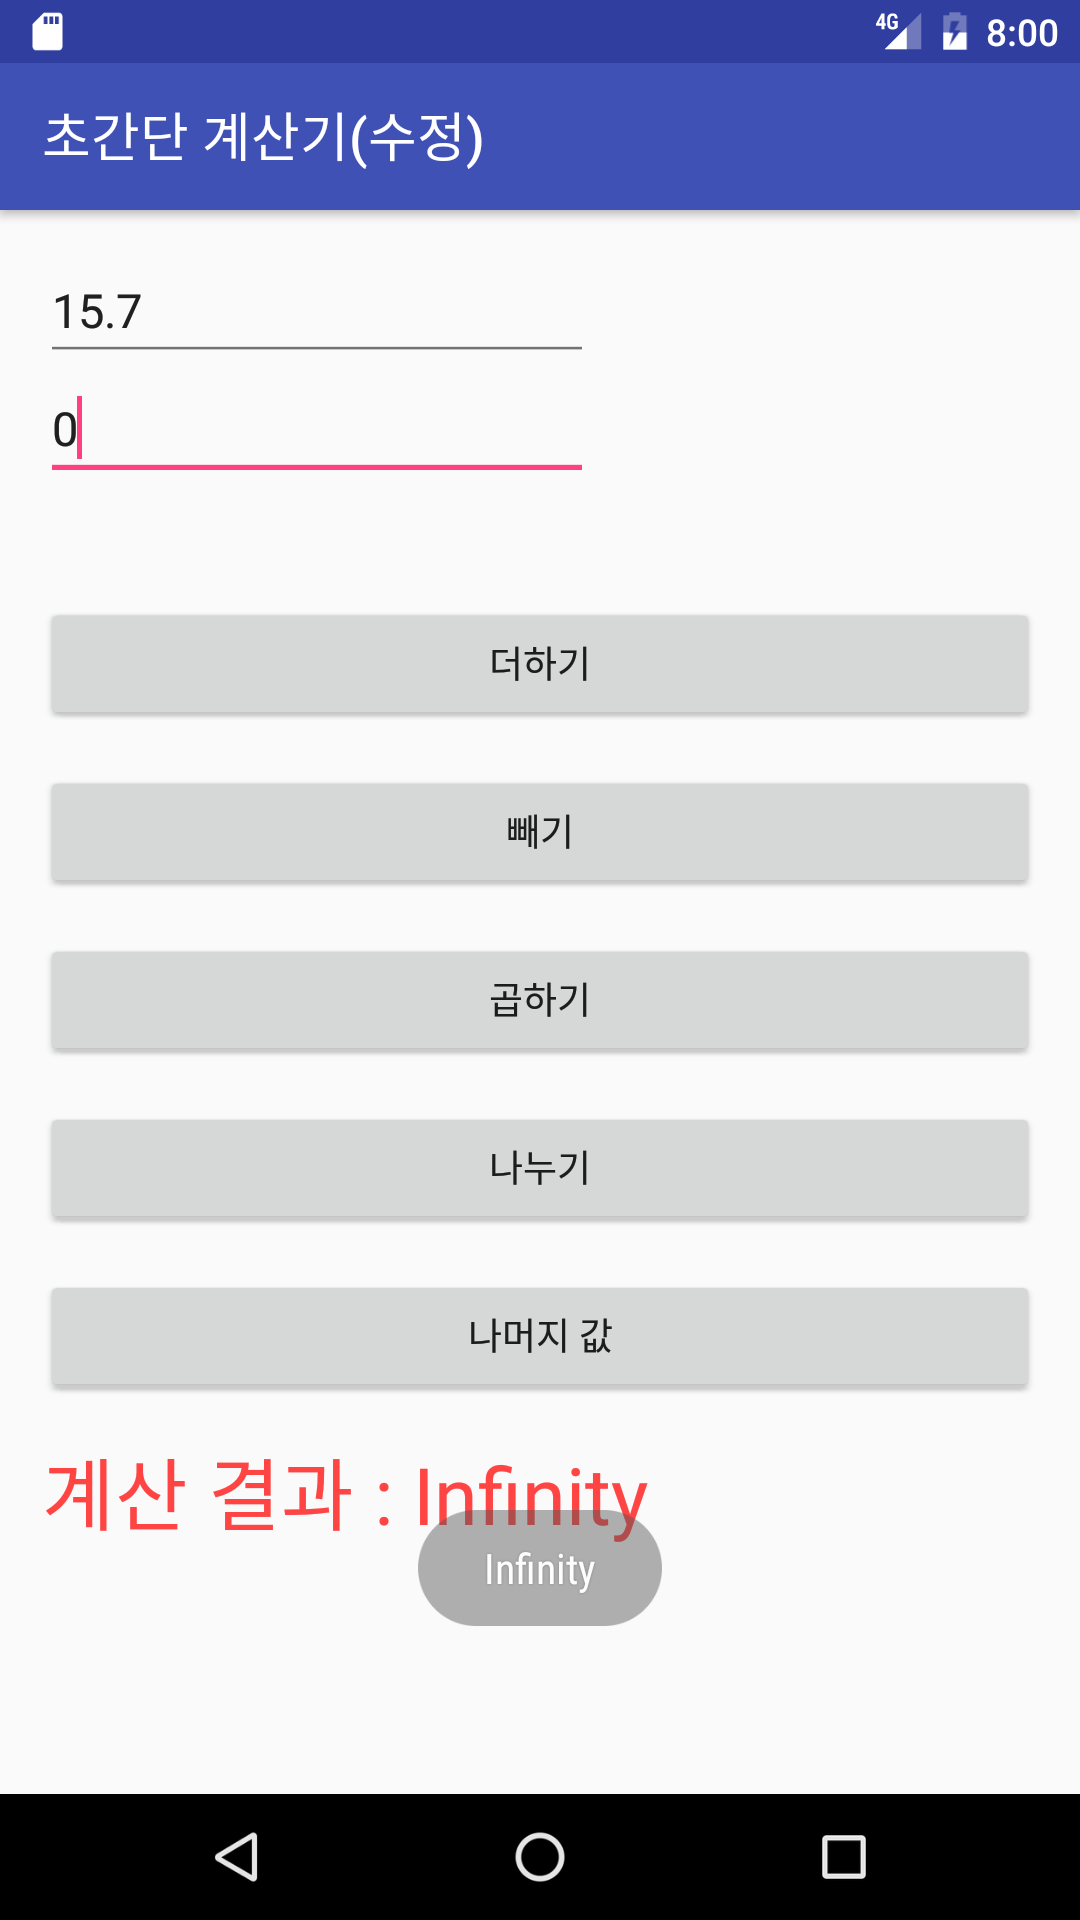 4G 8:00
초간단 계산기(수정)
15.7
0
더하기
빼기
곱하기
나누기
나머지 값
계산 결과 : Infinity
Infinity